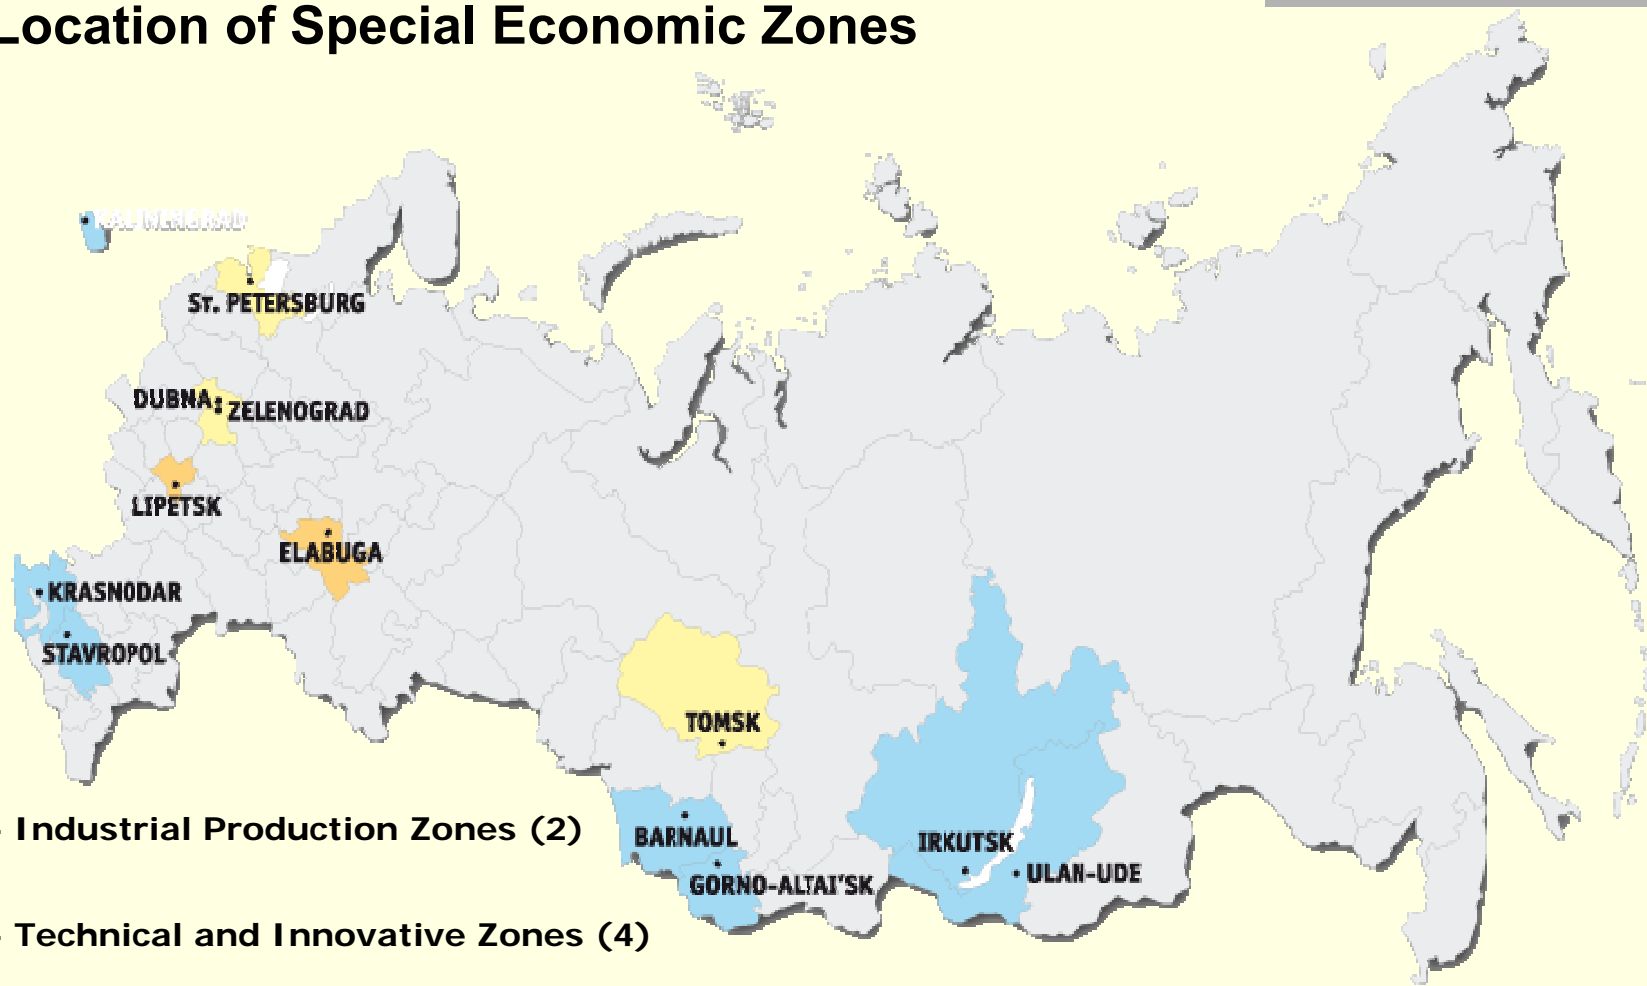 Location of Special Economic Zones
KALININGRAD
ST. PETERSBURG
DUBNA
ZELENOGRAD
LIPETSK
ELABUGA
KRASNODAR
STAVROPOL
TOMSK
- Industrial Production Zones (2)
BARNAUL
IRKUTSK
ULAN-UDE
GORNO-ALTAI'SK
- Technical and Innovative Zones (4)